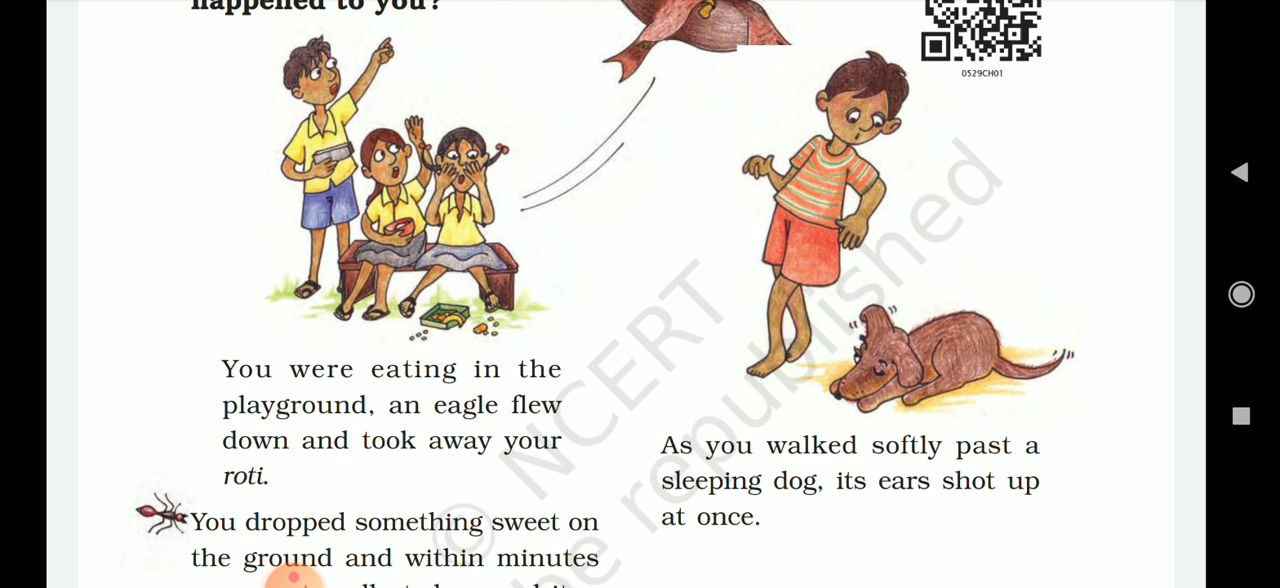 happened to you?
0529CH01
You were eating in the
playground, an eagle flew
down and took away your
roti.
You dropped something sweet on
the ground and within minutes
As you walked softly past a
sleeping dog, its ears shot up
at once.
© NCERT
be republished